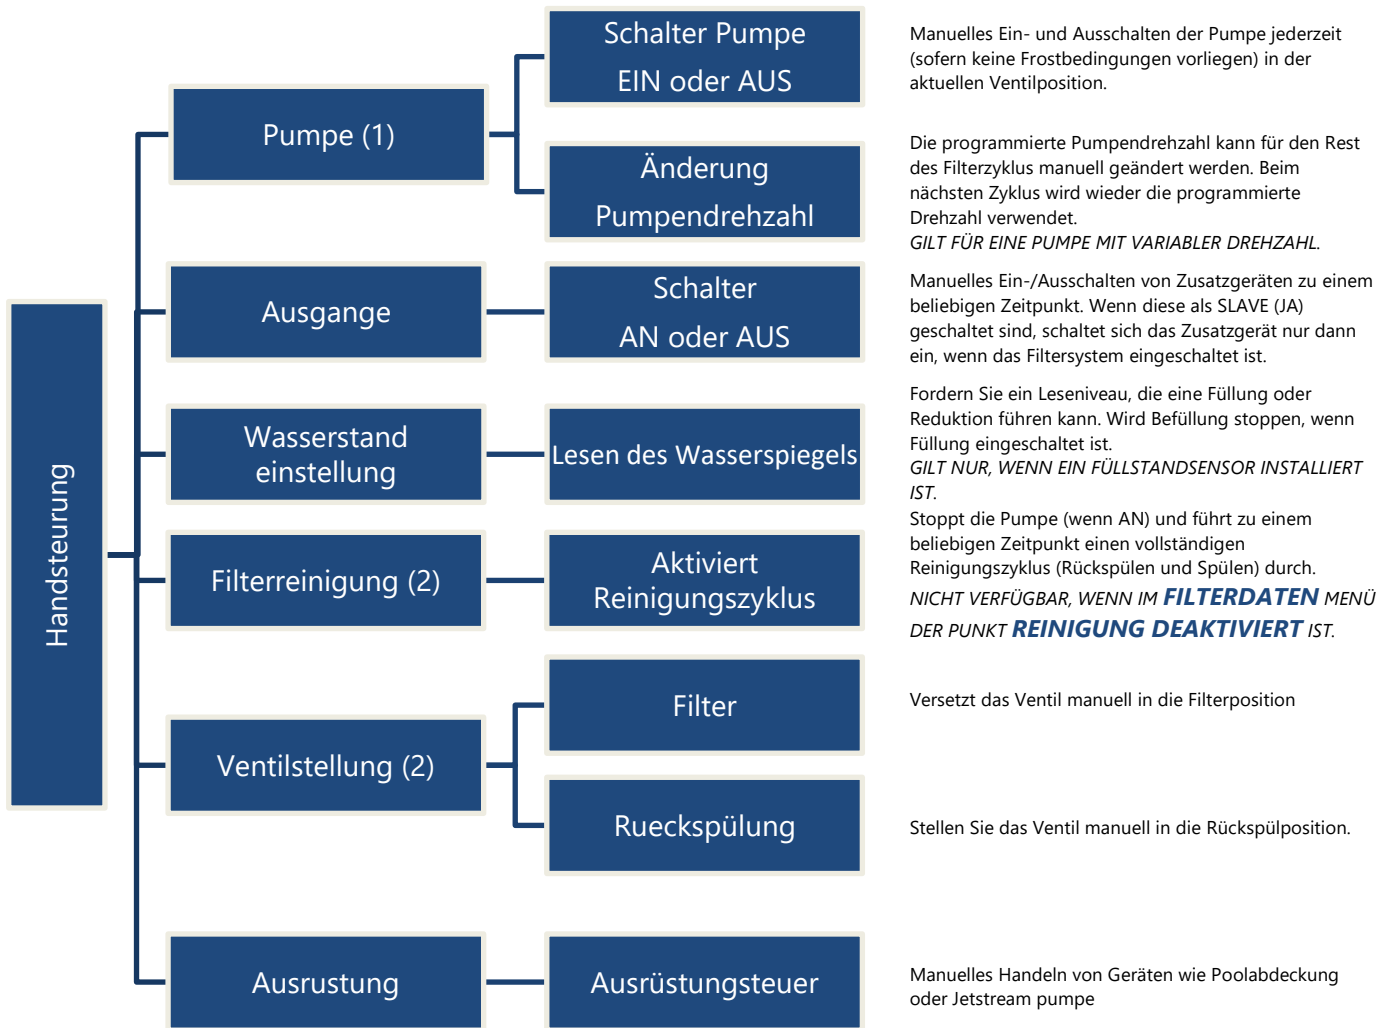 Handsteurung
Pumpe (1)
Schalter Pumpe
EIN oder AUS
Manuelles Ein- und Ausschalten der Pumpe jederzeit
(sofern keine Frostbedingungen vorliegen) in der
aktuellen Ventilposition.
Änderung
Pumpendrehzahl
Die programmierte Pumpendrehzahl kann für den Rest
des Filterzyklus manuell geändert werden. Beim
nächsten Zyklus wird wieder die programmierte
Drehzahl verwendet.
GILT FÜR EINE PUMPE MIT VARIABLER DREHZAHL.
Ausgange
Schalter
AN oder AUS
Manuelles Ein-/Ausschalten von Zusatzgeräten zu einem
beliebigen Zeitpunkt. Wenn diese als SLAVE (JA)
geschaltet sind, schaltet sich das Zusatzgerät nur dann
ein, wenn das Filtersystem eingeschaltet ist.
Wasserstand
einstellung
Lesen des Wasserspiegels
Fordern Sie ein Leseniveau, die eine Füllung oder
Reduktion führen kann. Wird Befüllung stoppen, wenn
Füllung eingeschaltet ist.
GILT NUR, WENN EIN FÜLLSTANDSENSOR INSTALLIERT
IST.
Filterreinigung (2)
Aktiviert
Reinigungszyklus
Stoppt die Pumpe (wenn AN) und führt zu einem
beliebigen Zeitpunkt einen vollständigen
Reinigungszyklus (Rückspülen und Spülen) durch.
NICHT VERFÜGBAR, WENN IM FILTERDATEN MENÜ
DER PUNKT REINIGUNG DEAKTIVIERT IST.
Ventilstellung (2)
Filter
Versetzt das Ventil manuell in die Filterposition
Rueckspülung
Stellen Sie das Ventil manuell in die Rückspülposition.
Ausrustung
Ausrüstungsteuer
Manuelles Handeln von Geräten wie Poolabdeckung
oder Jetstream pumpe